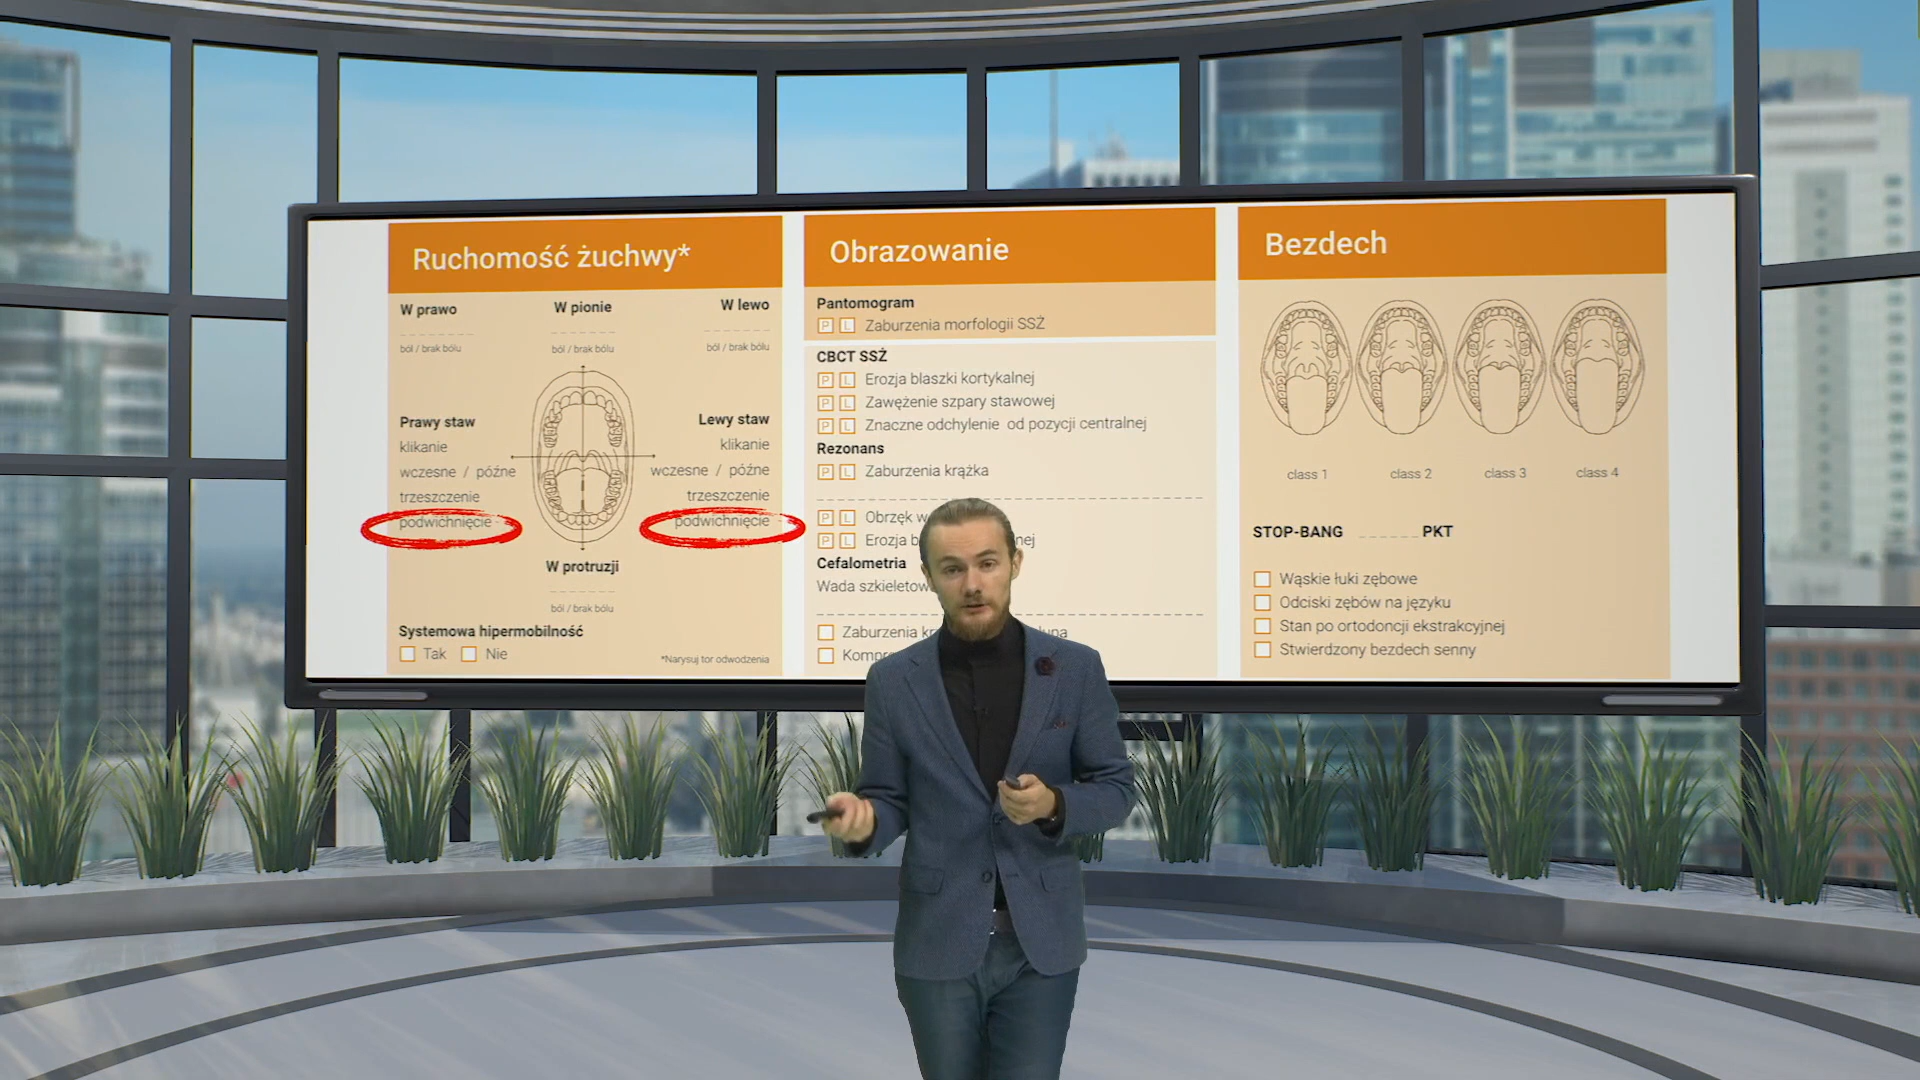 Ruchomość żuchwy*
W prawo
W pionie
W lewo
ból / brak bólu
ból / brak bólu
ból / brak bólu
Prawy staw
klikanie
wczesne / późne
trzeszczenie
podwichnięcie
Lewy staw
klikanie
wczesne / późne
trzeszczenie
podwichnięcie
W protruzji
ból / brak bólu
Systemowa hipermobilność
Tak Nie
*Narysuj tor odwodzenia
Obrazowanie
Pantomogram
P L Zaburzenia morfologii SSŻ
CBCT SSŻ
P L Erozja blaszki kortykalnej
P L Zawężenie szpary stawowej
P L Znaczne odchylenie od pozycji centralnej
Rezonans
P L Zaburzenia krążka
P L Obrzęk
P L Erozja
Cefalometria
Wada
Zaburzenia
Bezdech
class 1 class 2 class 3 class 4
STOP-BANG PKT
Wąskie łuki zębowe
Odciski zębów na języku
Stan po ortodoncji ekstrakcyjnej
Stwierdzony bezdech senny